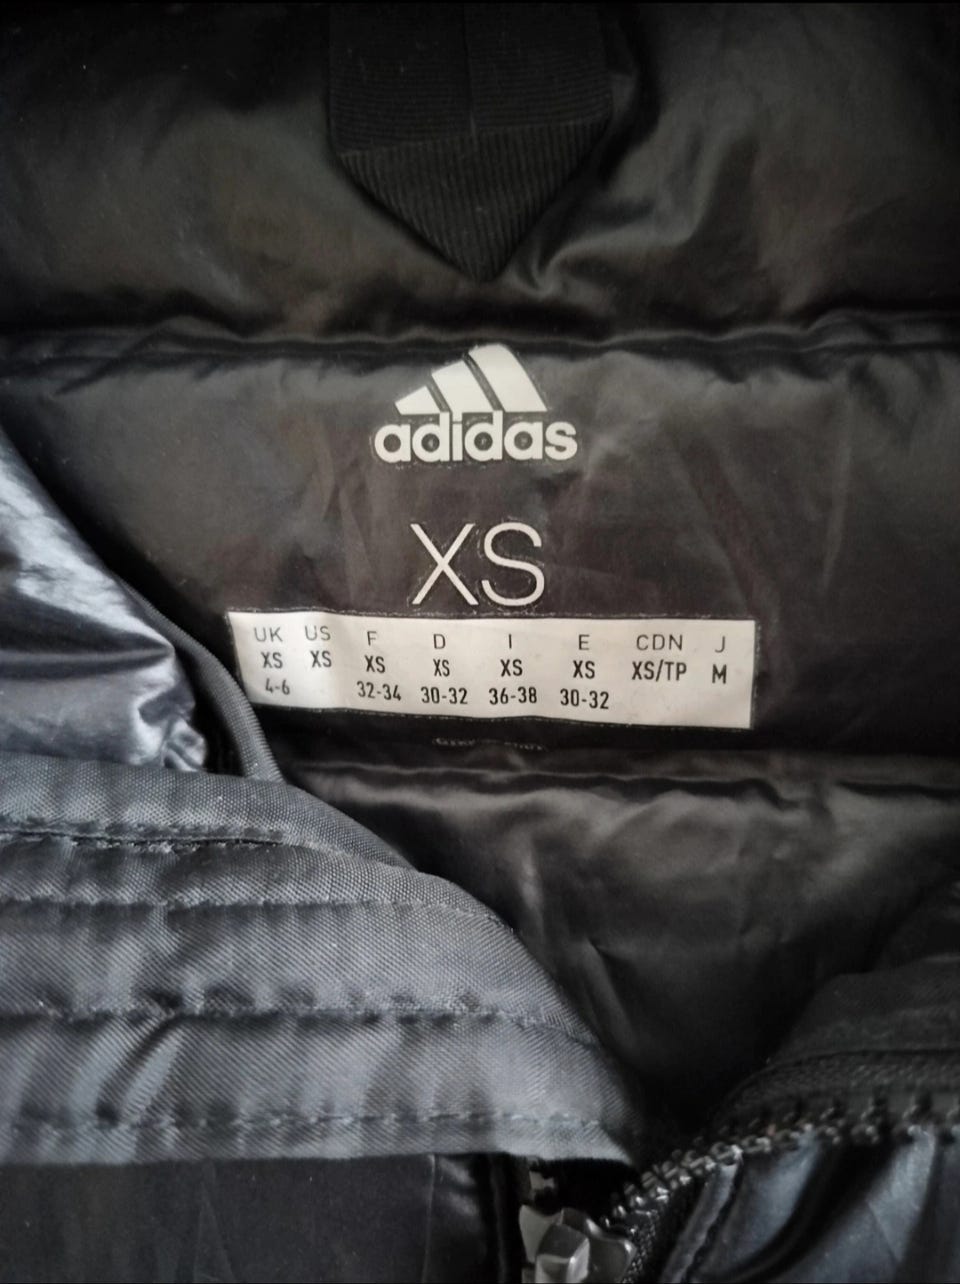 adidas
XS
UK US F D I E CDN J
XS XS XS XS XS XS XS/TP M
4-6 32-34 30-32 36-38 30-32